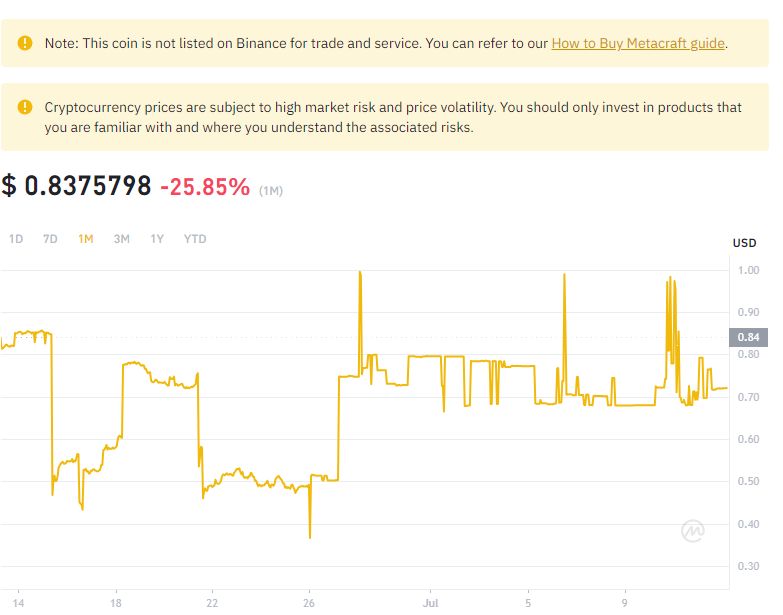 Note: This coin is not listed on Binance for trade and service. You can refer to our How to Buy Metacraft guide.
Cryptocurrency prices are subject to high market risk and price volatility. You should only invest in products that
you are familiar with and where you understand the associated risks.
$ 0.8375798 -25.85% (1M)
1D 7D 1M 3M 1Y YTD
USD
1.00
0.90
0.84
0.80
0.70
0.60
0.50
0.40
0.30
14 18 22 26 Jul 5 9